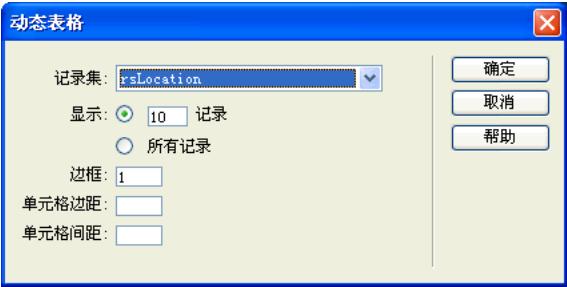 动态表格
记录集: rsLocation
显示: 10 记录
所有记录
边框: 1
单元格边距:
单元格间距:
确定
取消
帮助